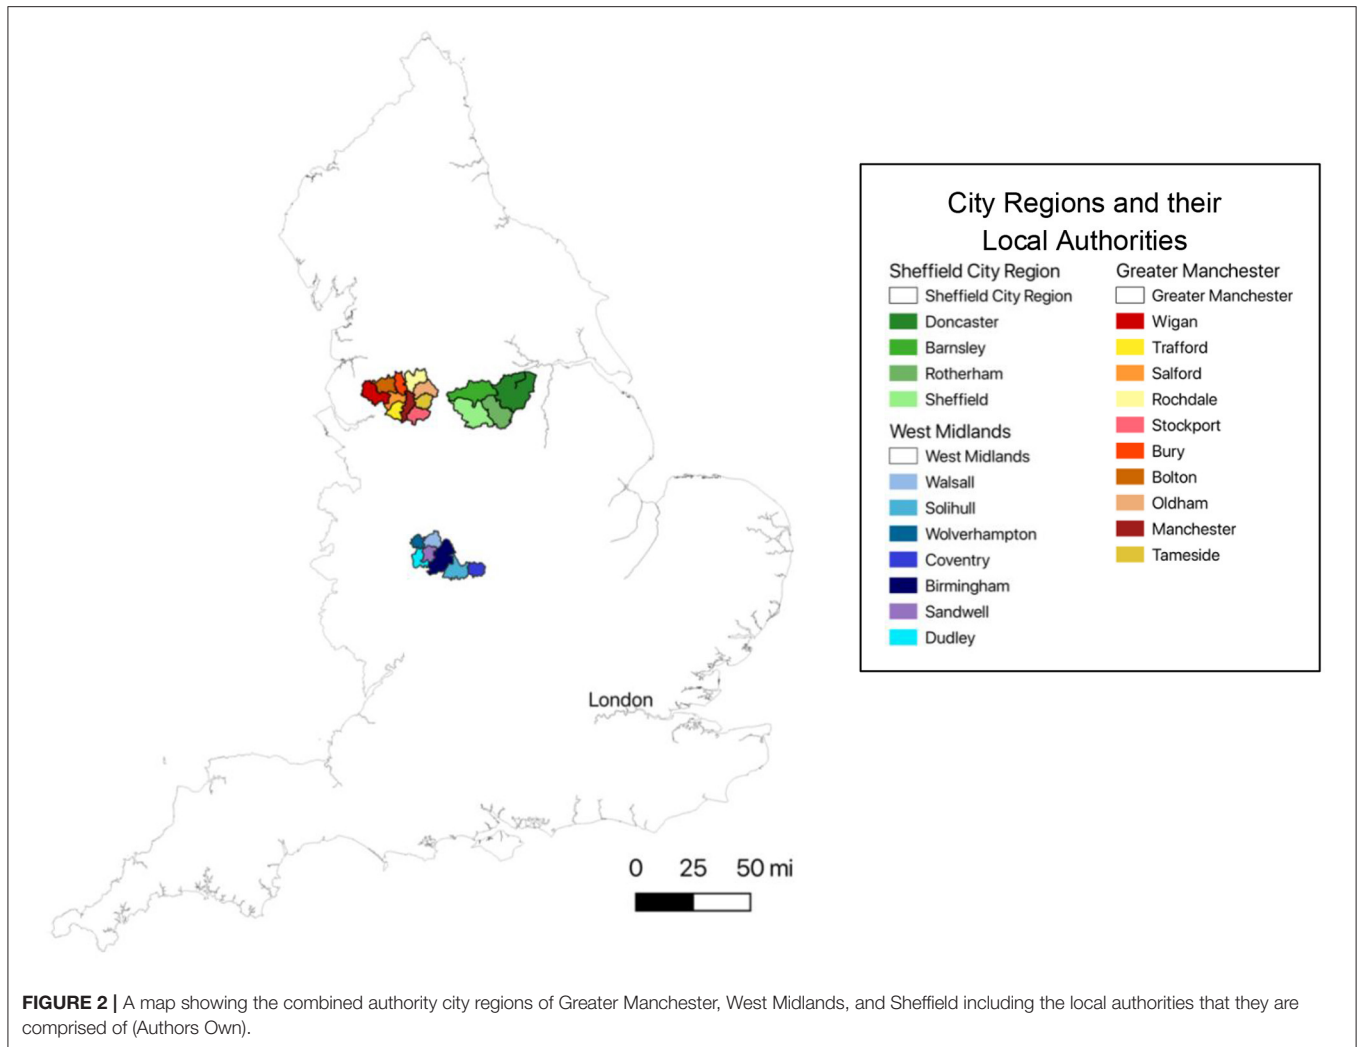 City Regions and their
Local Authorities
Sheffield City Region
Sheffield City Region
Doncaster
Barnsley
Rotherham
Sheffield
West Midlands
West Midlands
Walsall
Solihull
Wolverhampton
Coventry
Birmingham
Sandwell
Dudley
Greater Manchester
Greater Manchester
Wigan
Trafford
Salford
Rochdale
Stockport
Bury
Bolton
Oldham
Manchester
Tameside
London
0 25 50 mi
FIGURE 2 | A map showing the combined authority city regions of Greater Manchester, West Midlands, and Sheffield including the local authorities that they are
comprised of (Authors Own).